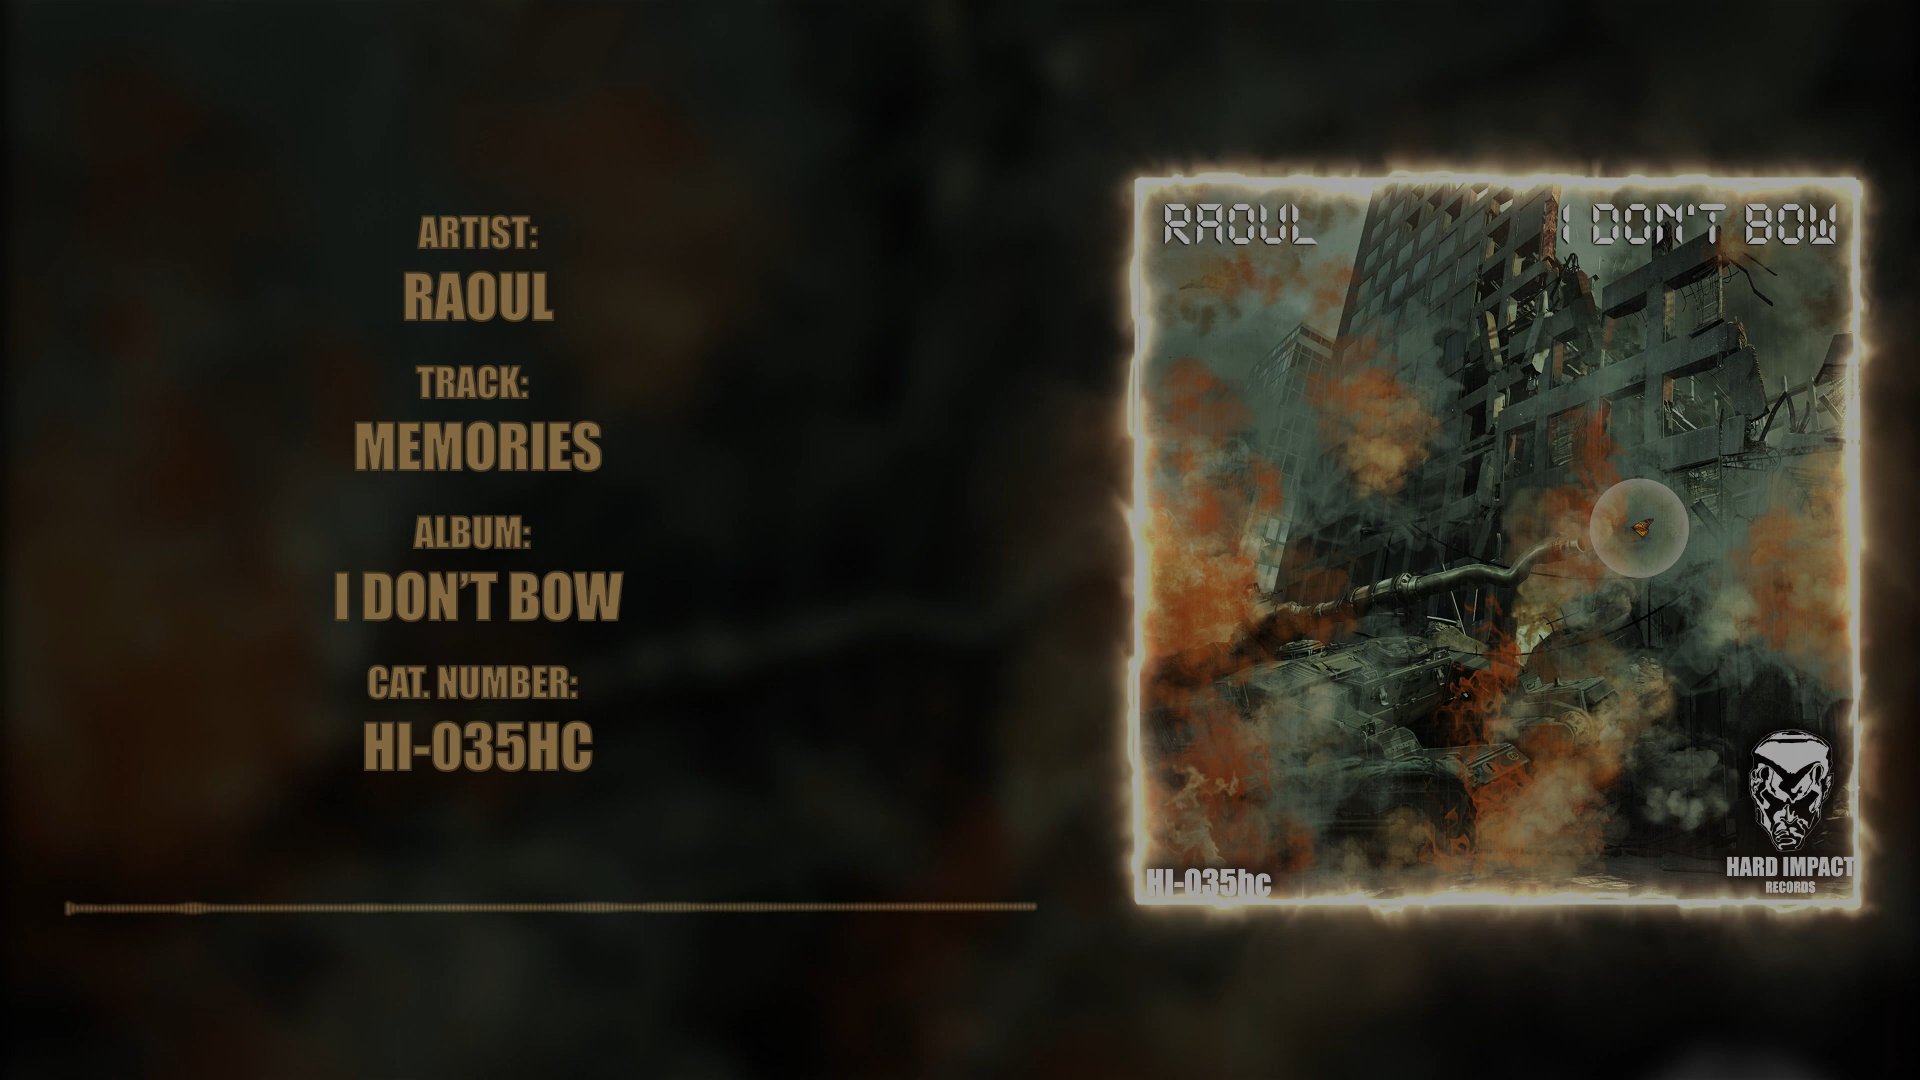 ARTIST:
RAOUL
TRACK:
MEMORIES
ALBUM:
I DON'T BOW
CAT. NUMBER:
HI-035HC
RAOUL
I DON'T BOW
HI-035hc
HARD IMPACT
RECORDS